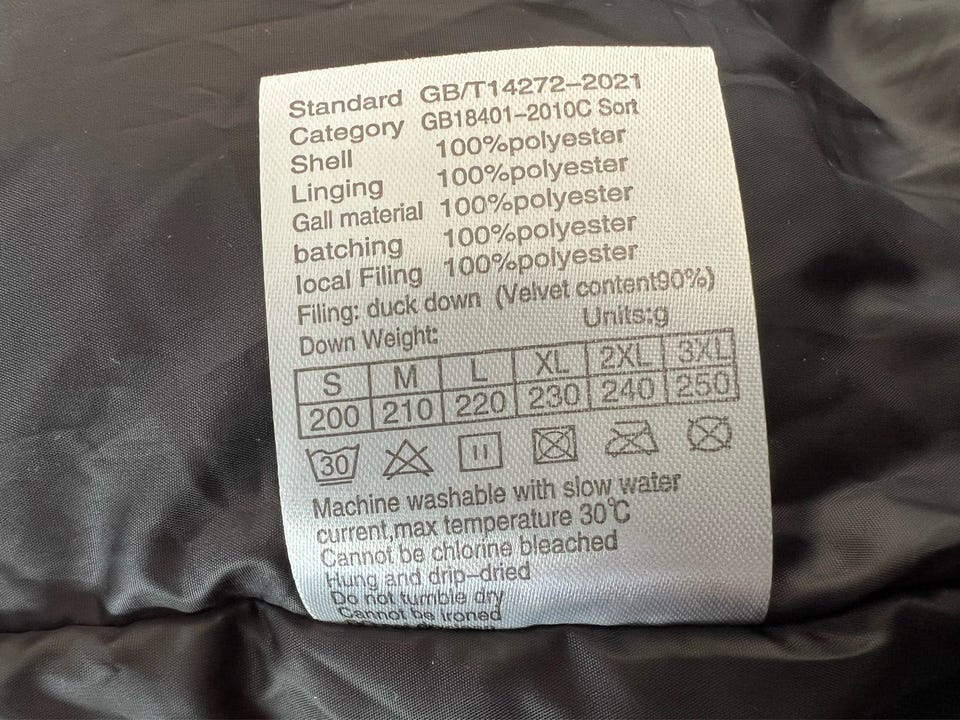 Standard GB/T14272-2021
Category GB18401-2010C Sort
Shell 100%polyester
Linging 100%polyester
Gall material 100%polyester
batching 100%polyester
local Filing 100%polyester
Filing: duck down (Velvet content90%)
Down Weight: Units:g
S M L XL 2XL 3XL
200 210 220 230 240 250
30
Machine washable with slow water
current,max temperature 30℃
Cannot be chlorine bleached
Hung and drip-dried
Do not tumble dry
Cannot be ironed